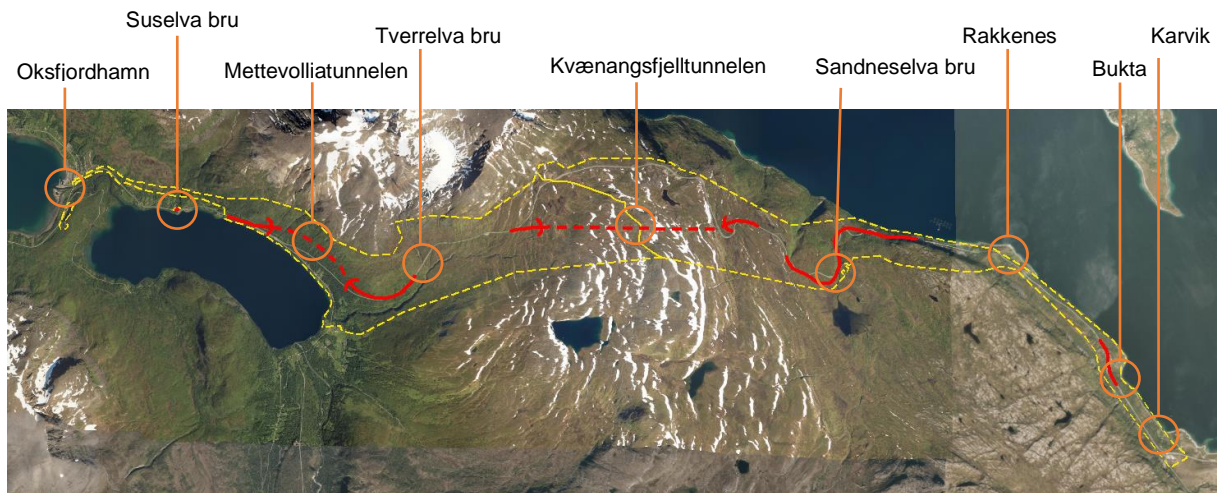 Suselva bru
Tverrelva bru
Rakkenes
Karvik
Oksfjordhamn
Mettevolliatunnelen
Kvænangsfjelltunnelen
Sandneselva bru
Bukta